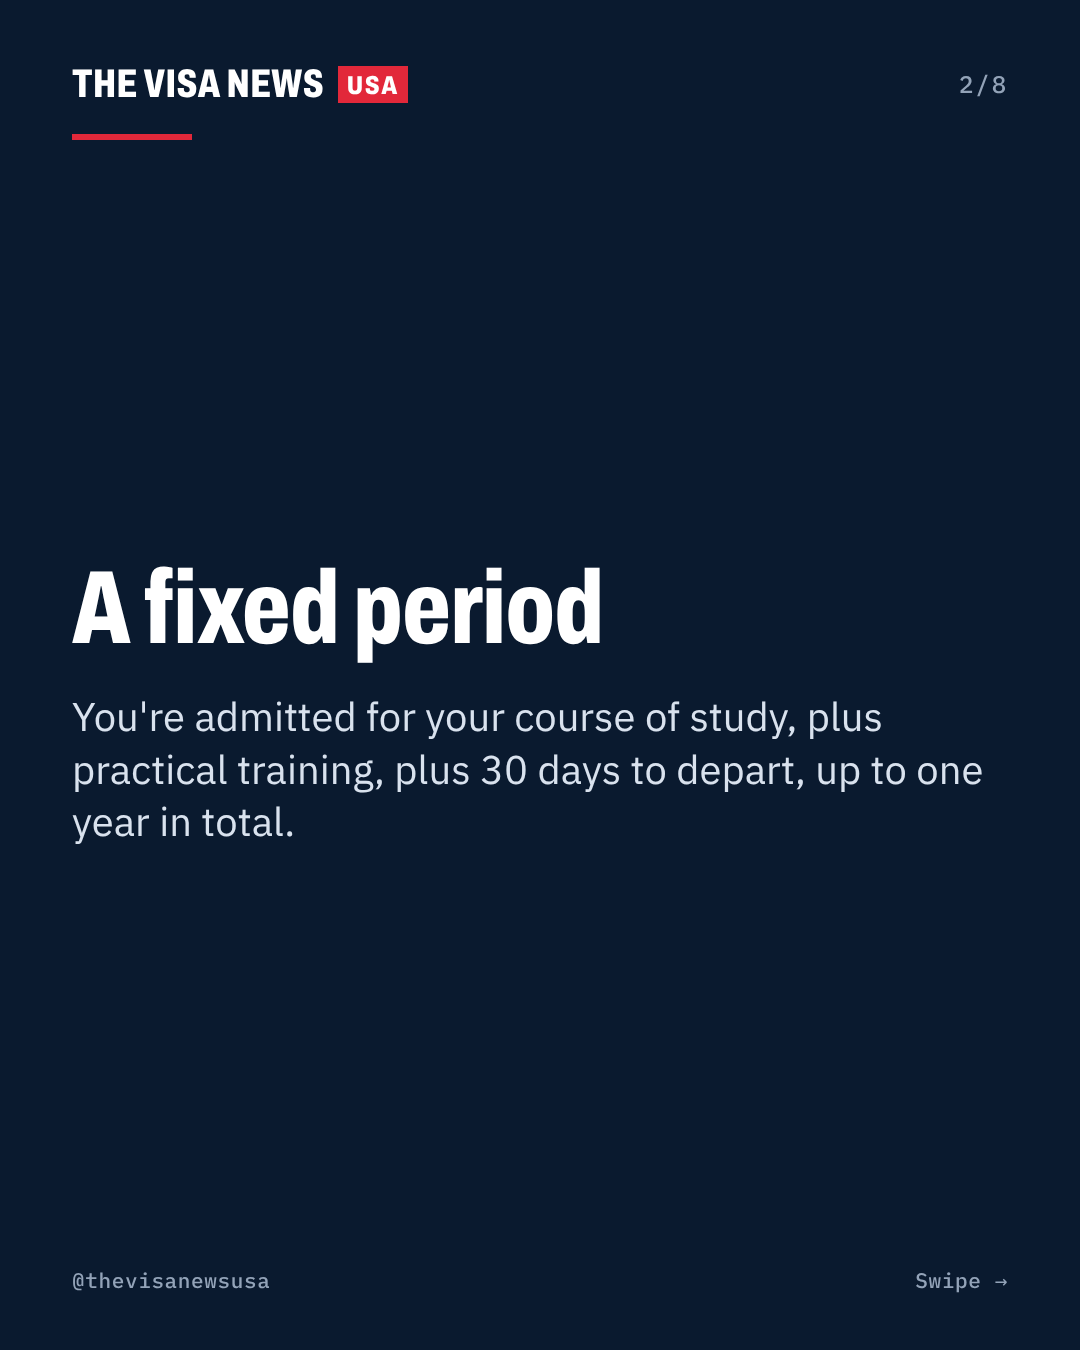 THE VISA NEWS USA
2/8
A fixed period
You're admitted for your course of study, plus
practical training, plus 30 days to depart, up to one
year in total.
@thevisanewsusa
Swipe →